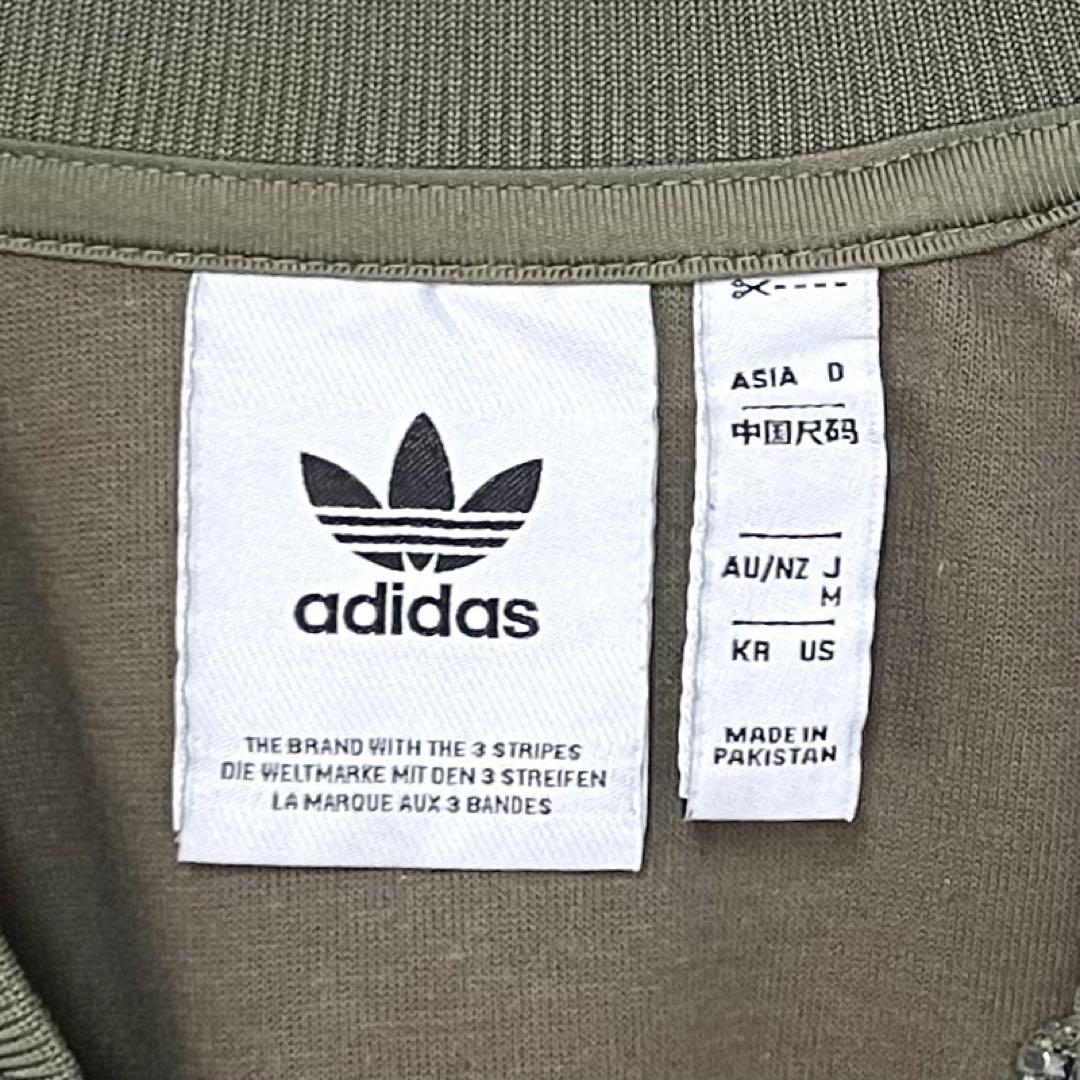 adidas
THE BRAND WITH THE 3 STRIPES
DIE WELTMARKE MIT DEN 3 STREIFEN
LA MARQUE AUX 3 BANDES
ASIA D
中国尺码
AU/NZ J
M
KR US
MADE IN
PAKISTAN